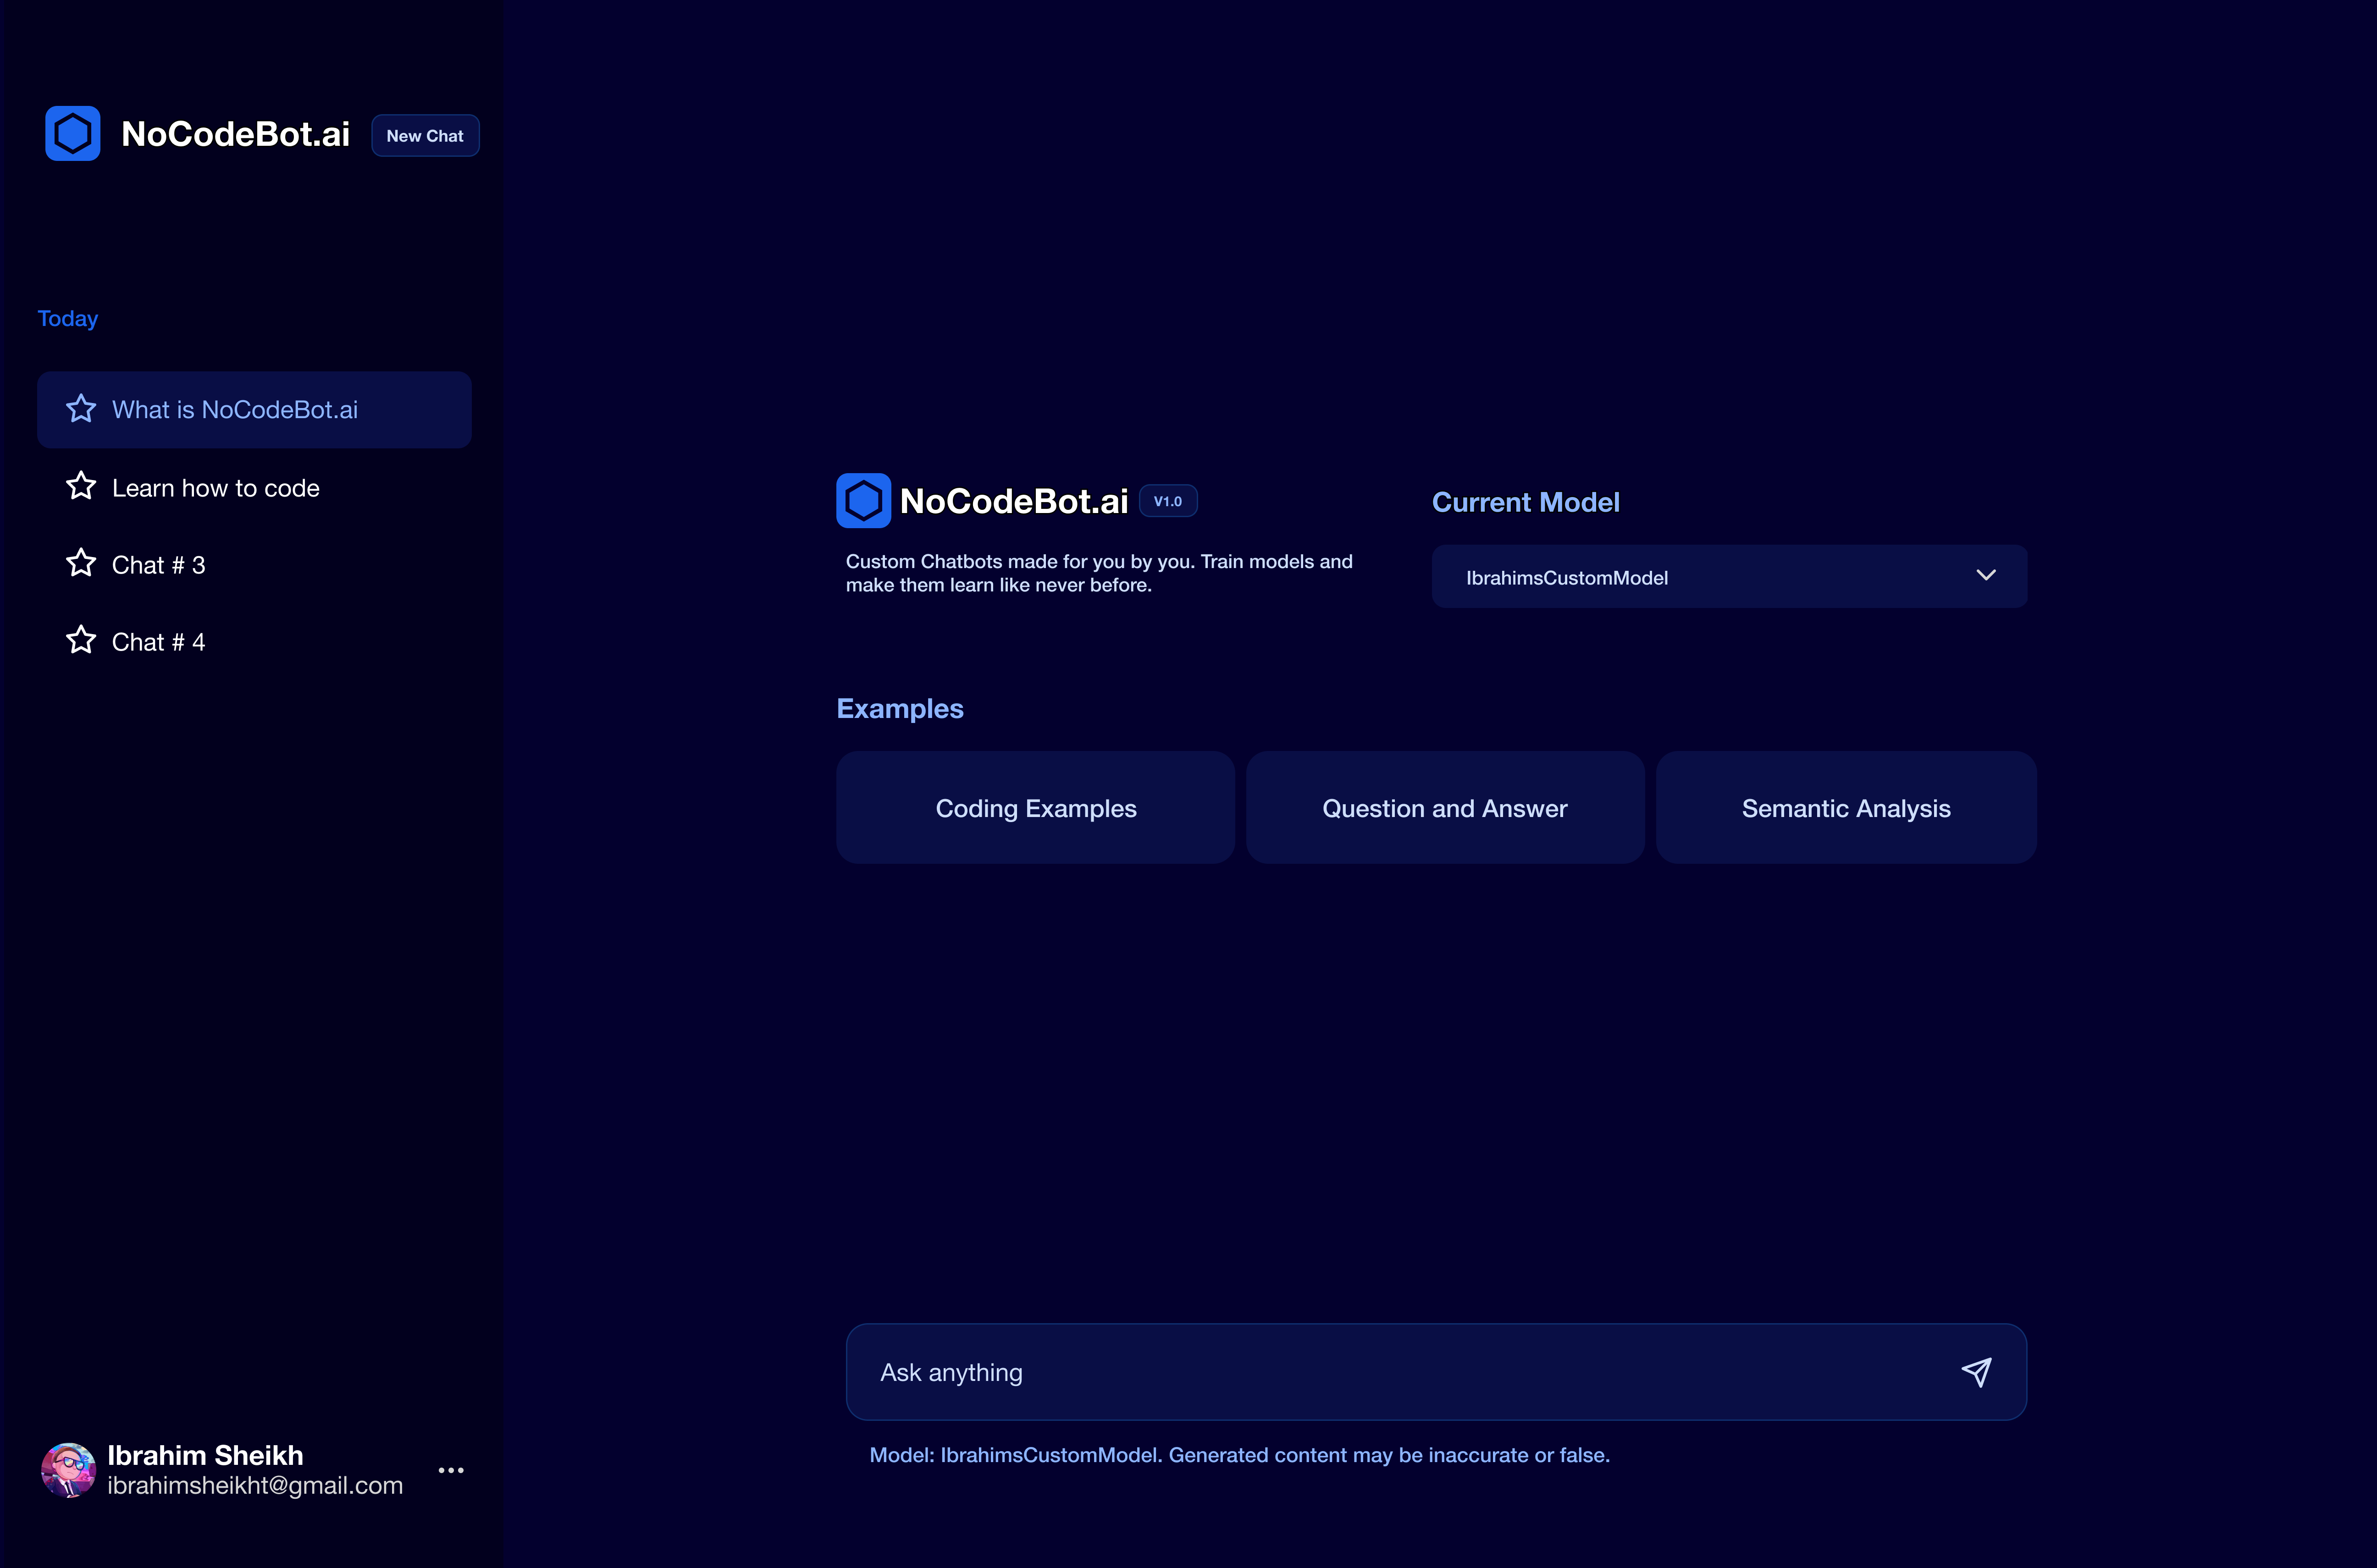 NoCodeBot.ai
New Chat
Today
What is NoCodeBot.ai
Learn how to code
Chat # 3
Chat # 4
Ibrahim Sheikh
ibrahimsheikht@gmail.com
NoCodeBot.ai
V1.0
Custom Chatbots made for you by you. Train models and
make them learn like never before.
Current Model
IbrahimsCustomModel
Examples
Coding Examples
Question and Answer
Semantic Analysis
Ask anything
Model: IbrahimsCustomModel. Generated content may be inaccurate or false.